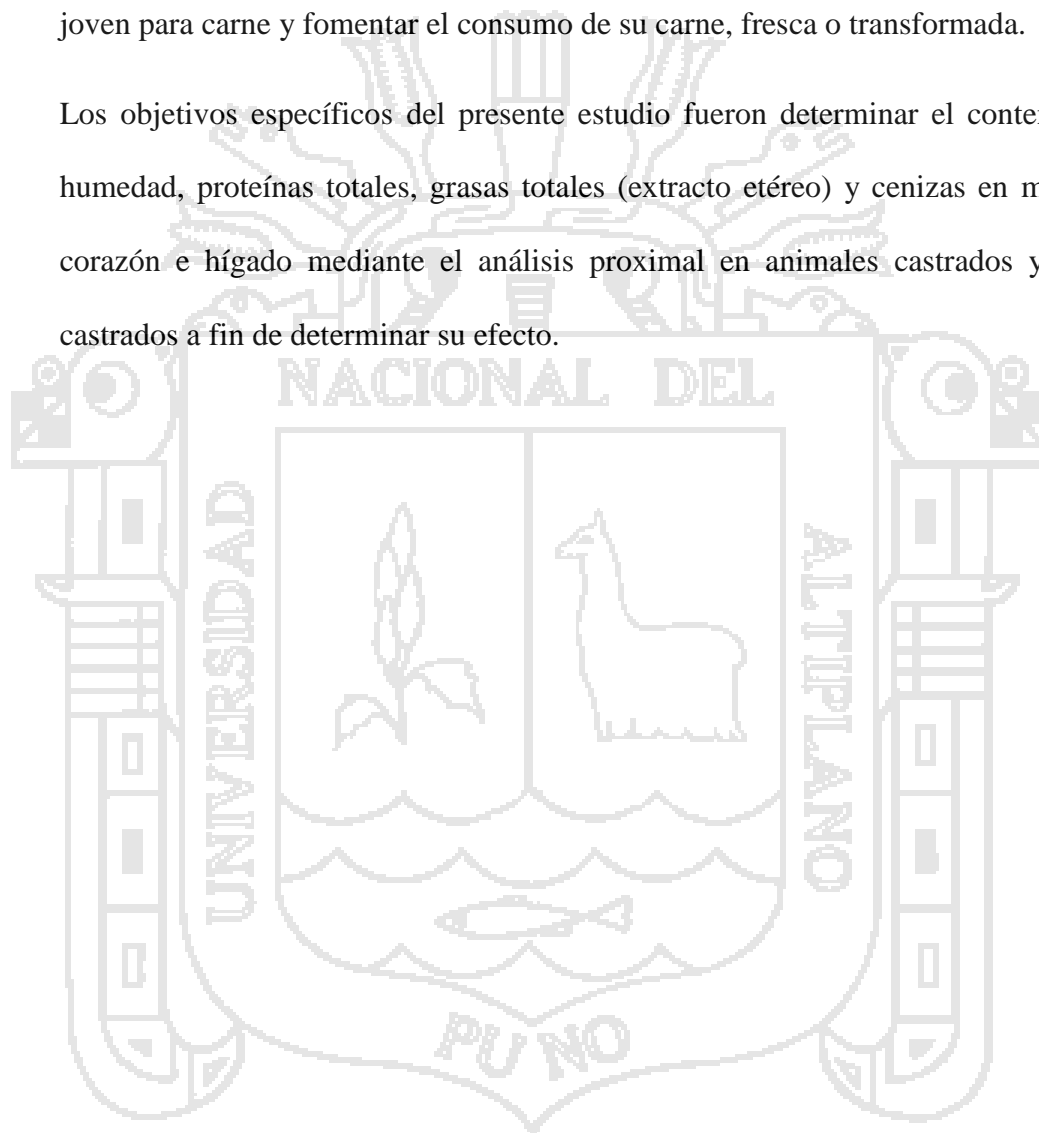 joven para carne y fomentar el consumo de su carne, fresca o transformada.
Los objetivos específicos del presente estudio fueron determinar el
humedad, proteínas totales, grasas totales (extracto etéreo) y cenizas en
corazón e hígado mediante el análisis proximal en animales castrados y
castrados a fin de determinar su efecto.
NACIONAL DEL
UNIVERSIDAD
ALTIPLANO
PUNO